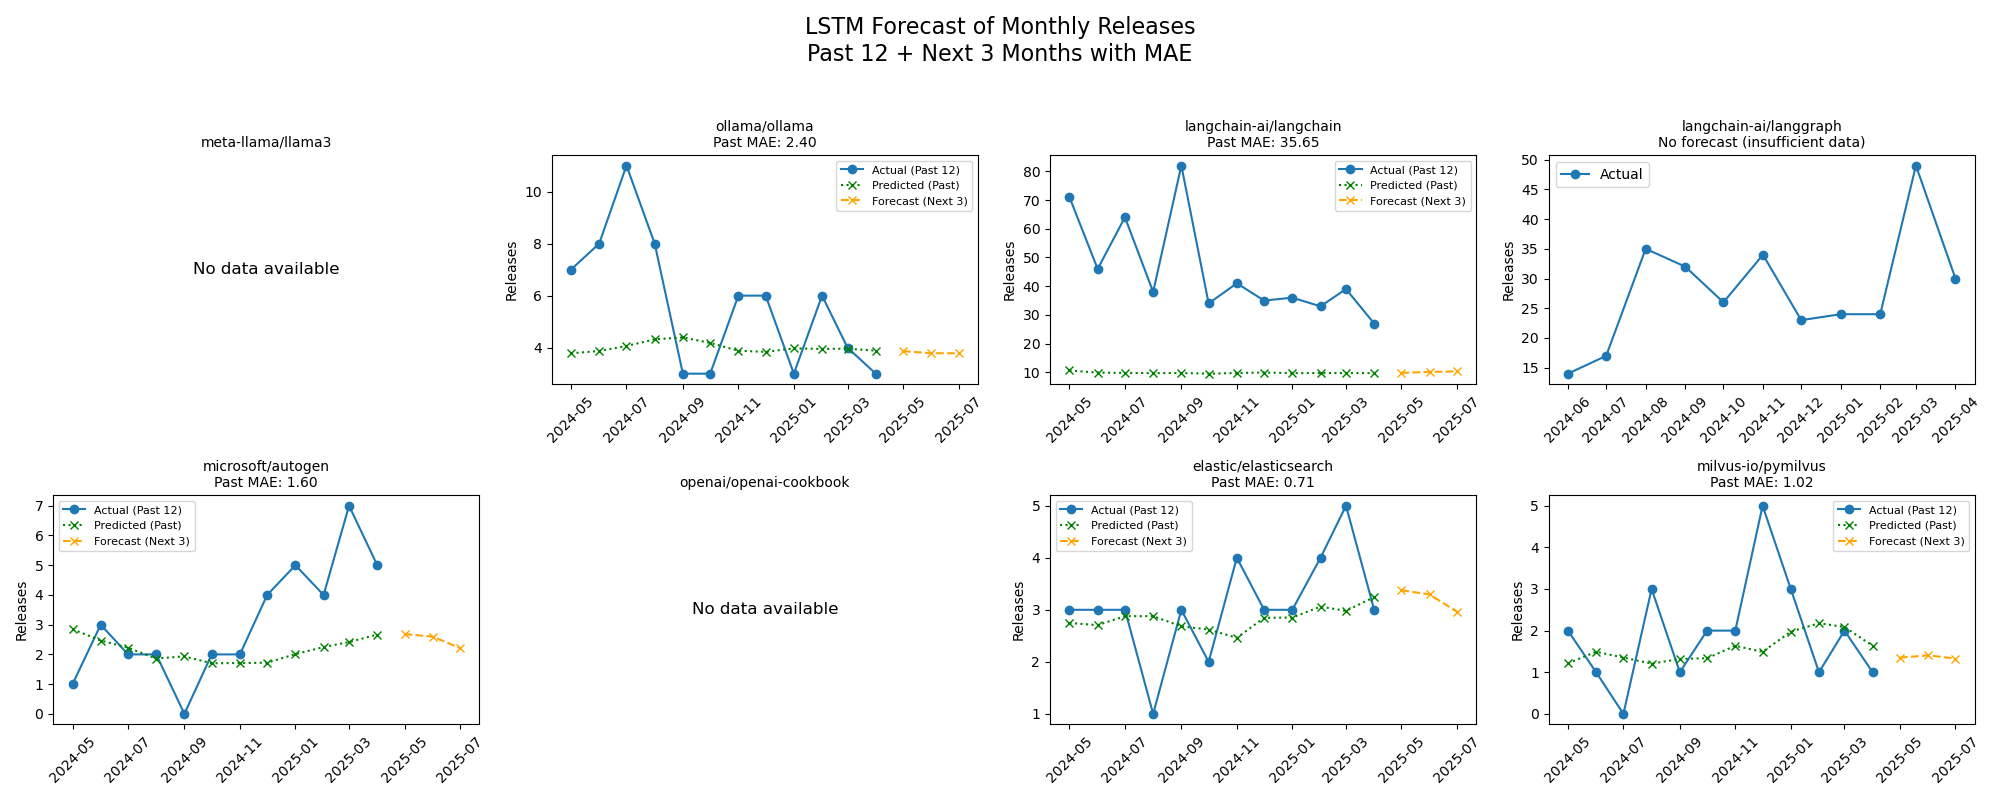 LSTM Forecast of Monthly Releases
Past 12 + Next 3 Months with MAE
meta-llama/llama3
No data available
ollama/ollama
Past MAE: 2.40
Actual (Past 12)
Predicted (Past)
Forecast (Next 3)
Releases
10
8
6
4
2024-05
2024-07
2024-09
2024-11
2025-01
2025-03
2025-05
2025-07
langchain-ai/langchain
Past MAE: 35.65
Actual (Past 12)
Predicted (Past)
Forecast (Next 3)
Releases
80
70
60
50
40
30
20
10
2024-05
2024-07
2024-09
2024-11
2025-01
2025-03
2025-05
2025-07
langchain-ai/langgraph
No forecast (insufficient data)
Actual
Releases
50
45
40
35
30
25
20
15
2024-06
2024-07
2024-08
2024-09
2024-10
2024-11
2024-12
2025-01
2025-02
2025-03
2025-04
microsoft/autogen
Past MAE: 1.60
Actual (Past 12)
Predicted (Past)
Forecast (Next 3)
Releases
7
6
5
4
3
2
1
0
2024-05
2024-07
2024-09
2024-11
2025-01
2025-03
2025-05
2025-07
openai/openai-cookbook
No data available
elastic/elasticsearch
Past MAE: 0.71
Actual (Past 12)
Predicted (Past)
Forecast (Next 3)
Releases
5
4
3
2
1
2024-05
2024-07
2024-09
2024-11
2025-01
2025-03
2025-05
2025-07
milvus-io/pymilvus
Past MAE: 1.02
Actual (Past 12)
Predicted (Past)
Forecast (Next 3)
Releases
5
4
3
2
1
0
2024-05
2024-07
2024-09
2024-11
2025-01
2025-03
2025-05
2025-07